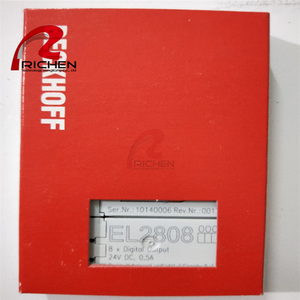 RICHEN
BECKHOFF
RICHEN
Ser.Nr.: 10140006 Rev Nr.: 001
EL2808
8 x Digital Output
24V DC, 0.5A